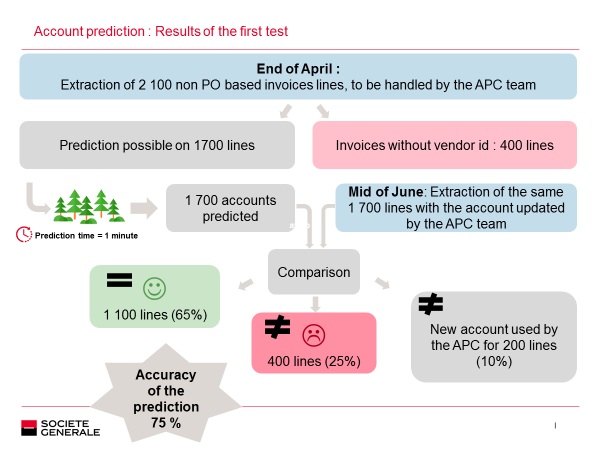 Account prediction : Results of the first test
End of April :
Extraction of 2 100 non PO based invoices lines, to be handled by the APC team
Prediction possible on 1700 lines
Invoices without vendor id : 400 lines
Prediction time = 1 minute
1 700 accounts
predicted
Mid of June: Extraction of the same
1 700 lines with the account updated
by the APC team
Comparison
=
1 100 lines (65%)
≠
400 lines (25%)
≠
New account used by
the APC for 200 lines
(10%)
Accuracy
of the
prediction
75 %
SOCIETE
GENERALE
I